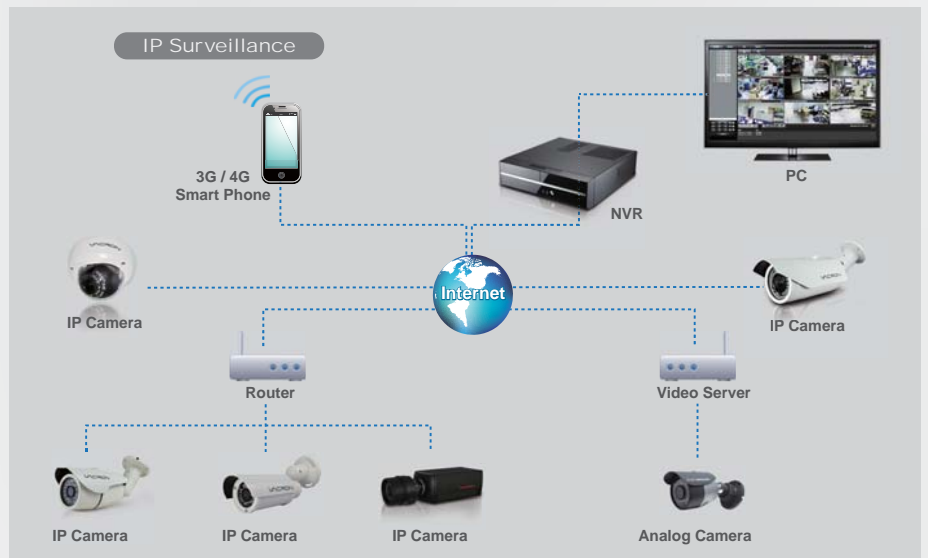 IP Surveillance
3G / 4G
Smart Phone
NVR
PC
IP Camera
Internet
IP Camera
Router
Video Server
IP Camera
IP Camera
IP Camera
Analog Camera